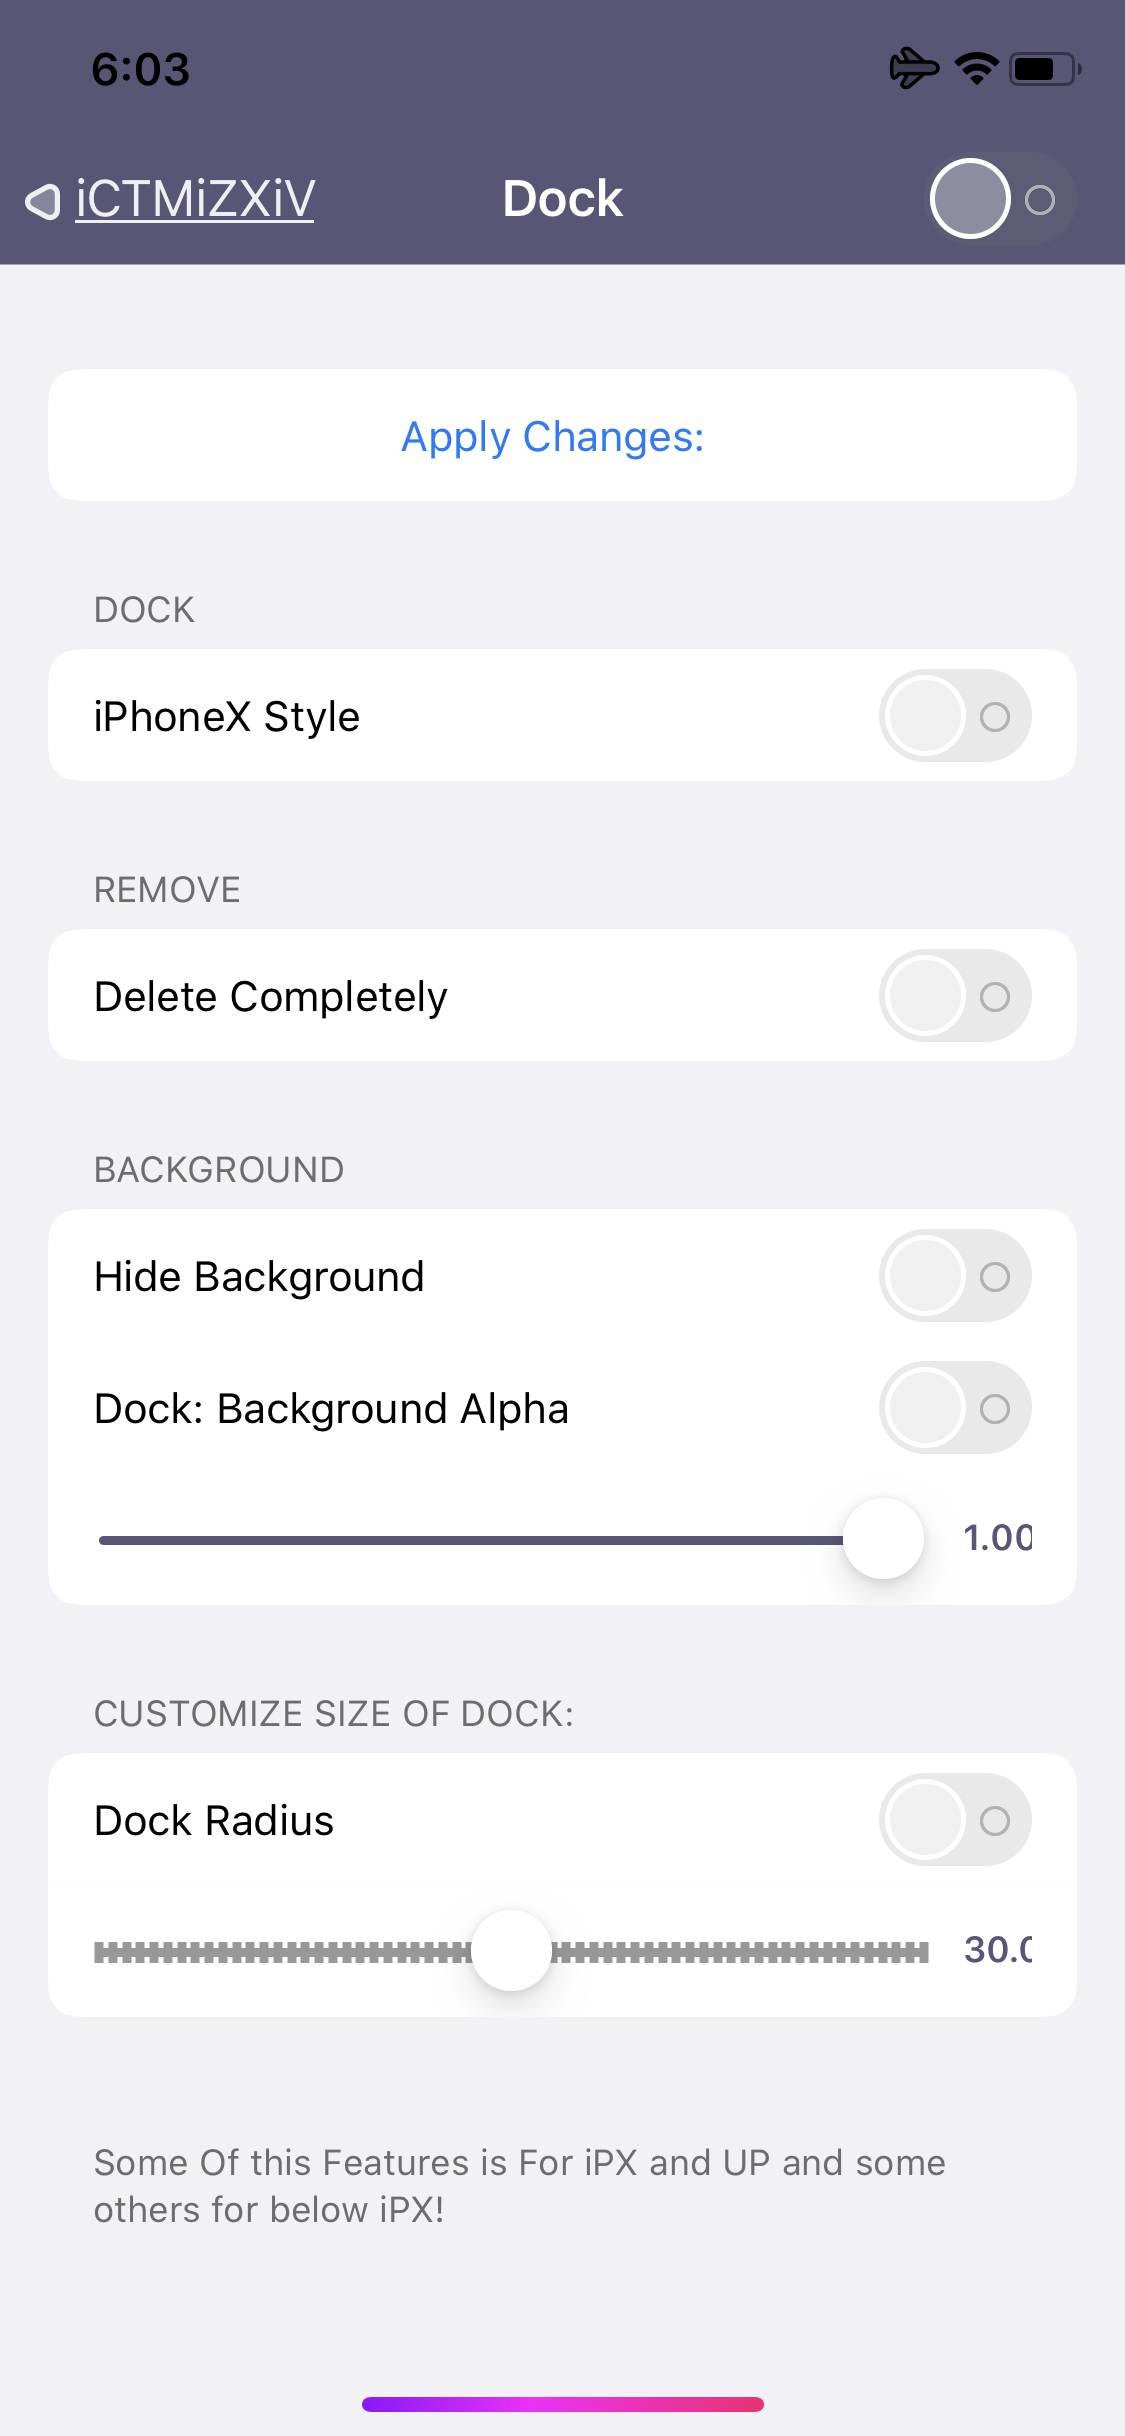 6:03
iCTMiZXiV
Dock
Apply Changes:
DOCK
iPhoneX Style
REMOVE
Delete Completely
BACKGROUND
Hide Background
Dock: Background Alpha
1.00
CUSTOMIZE SIZE OF DOCK:
Dock Radius
30.0
Some Of this Features is For iPX and UP and some
others for below iPX!